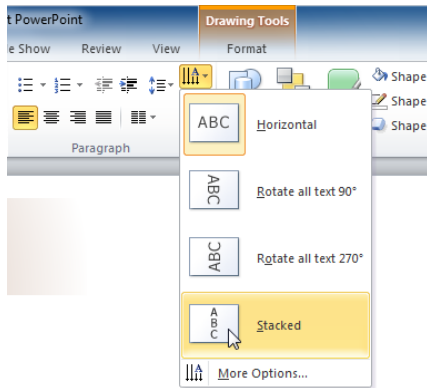 t PowerPoint
Drawing Tools
e Show Review View Format
Shape
Shape
Shape
Paragraph
ABC Horizontal
ABC Rotate all text 90°
ABC Rotate all text 270°
A
B
C
Stacked
More Options...